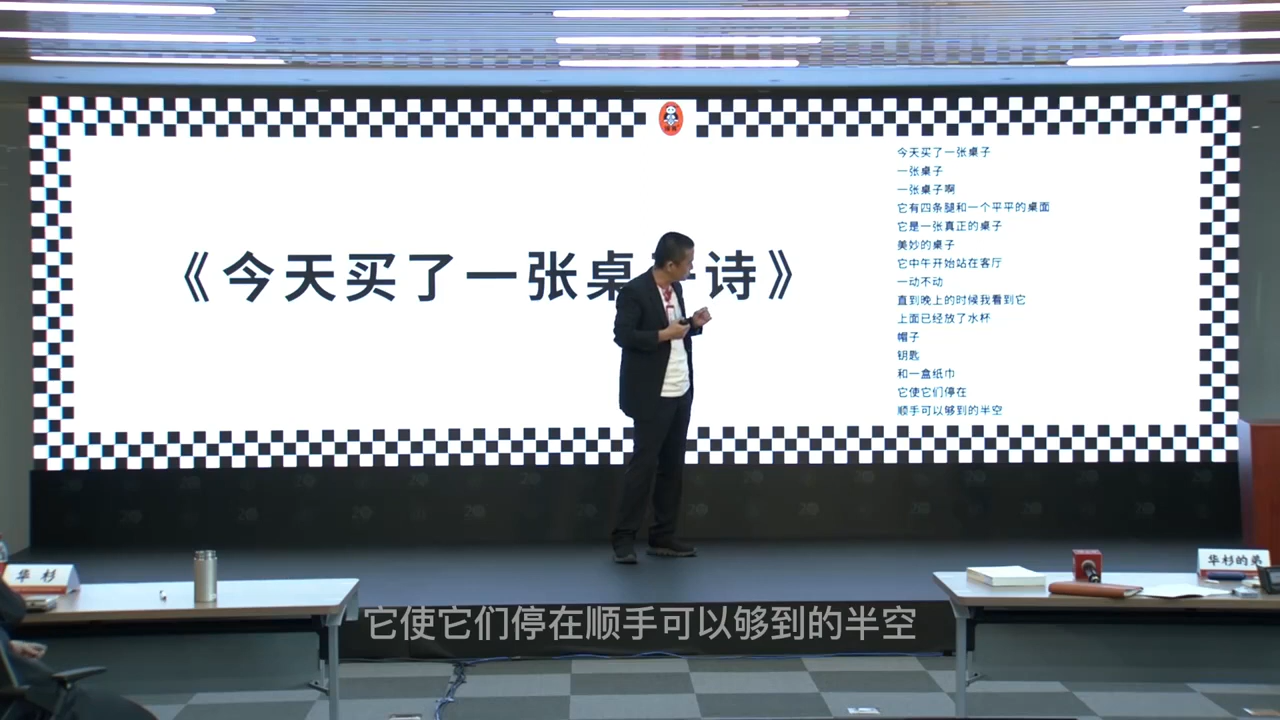 《今天买了一张桌子诗》
今天买了一张桌子
一张桌子
一张桌子啊
它有四条腿和一个平平的桌面
它是一张真正的桌子
美妙的桌子
它中午开始站在客厅
一动不动
直到晚上的时候我看到它
上面已经放了水杯
帽子
钥匙
和一盒纸巾
它使它们停在
顺手可以够到的半空
华杉
华杉的弟
它使它们停在顺手可以够到的半空